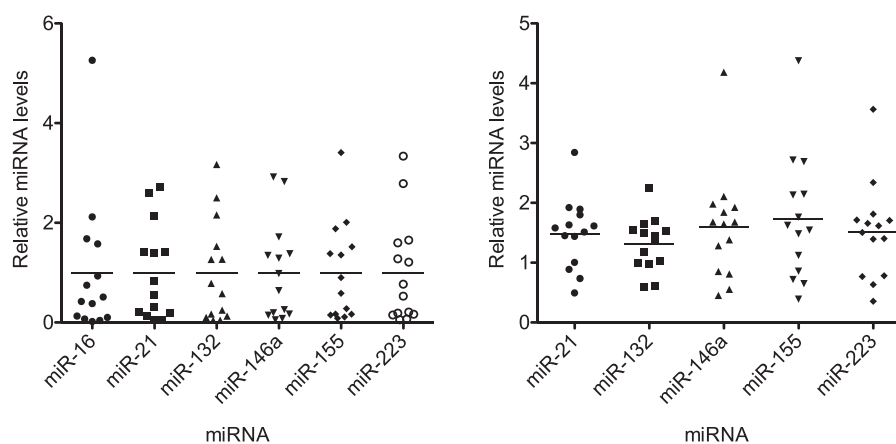 Relative miRNA levels
6
4
2
0
miR-16
miR-21
miR-132
miR-146a
miR-155
miR-223
miRNA
Relative miRNA levels
5
4
3
2
1
0
miR-21
miR-132
miR-146a
miR-155
miR-223
miRNA